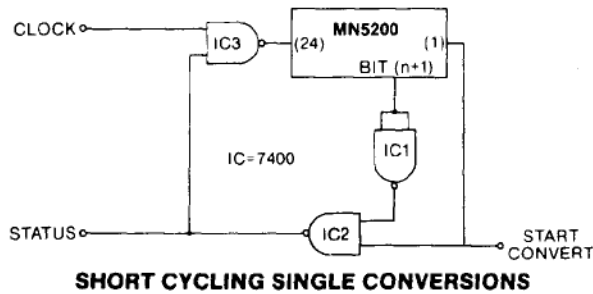 CLOCK
IC3
(24)
MN5200
(1)
BIT (n+1)
IC1
IC=7400
STATUS
IC2
START
CONVERT
SHORT CYCLING SINGLE CONVERSIONS